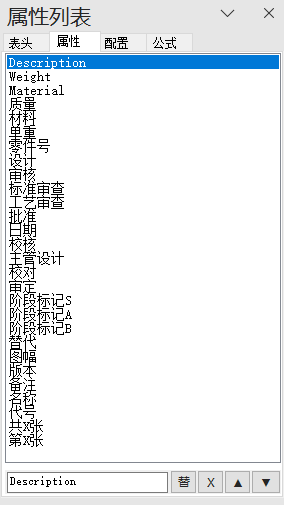 属性列表
表头 属性 配置 公式
Description
Weight
Material
质量
材料
单重
零件号
设计
审核
标准审查
工艺审查
批准
日期
校核
主管设计
校对
审定
阶段标记S
阶段标记A
阶段标记B
替代
图幅
版本
备注
名称
代号
共X张
第X张
Description 替 X ▲ ▼